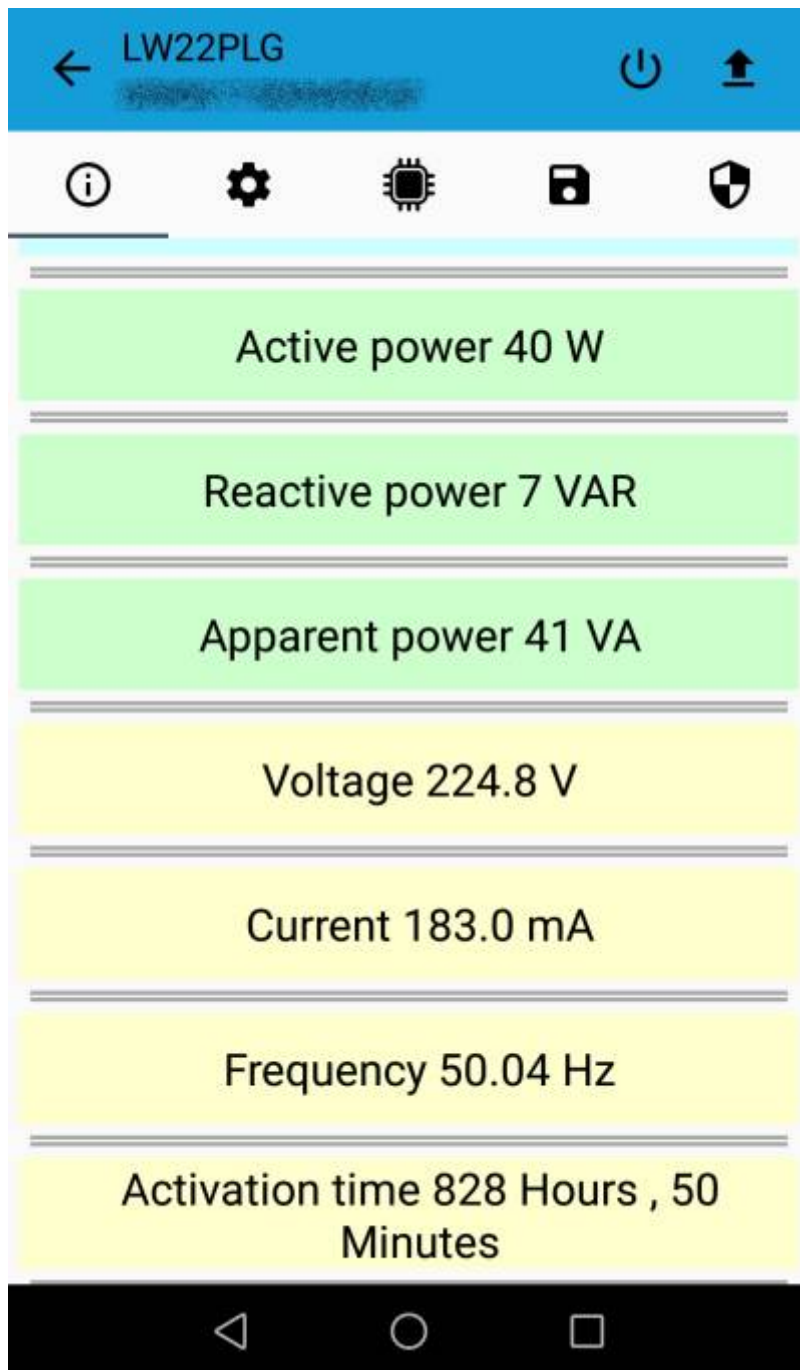 LW22PLG
Active power 40 W
Reactive power 7 VAR
Apparent power 41 VA
Voltage 224.8 V
Current 183.0 mA
Frequency 50.04 Hz
Activation time 828 Hours , 50
Minutes